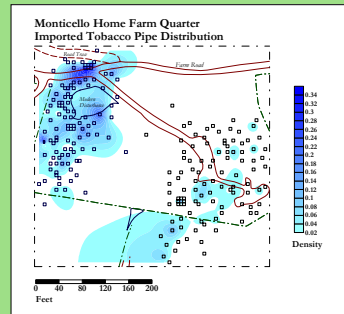 Monticello Home Farm Quarter
Imported Tobacco Pipe Distribution
Road Trace
Farm Road
Modern
Disturbance
0.34
0.32
0.3
0.28
0.26
0.24
0.22
0.2
0.18
0.16
0.14
0.12
0.1
0.08
0.06
0.04
0.02
Density
0 40 80 120 160 200
Feet